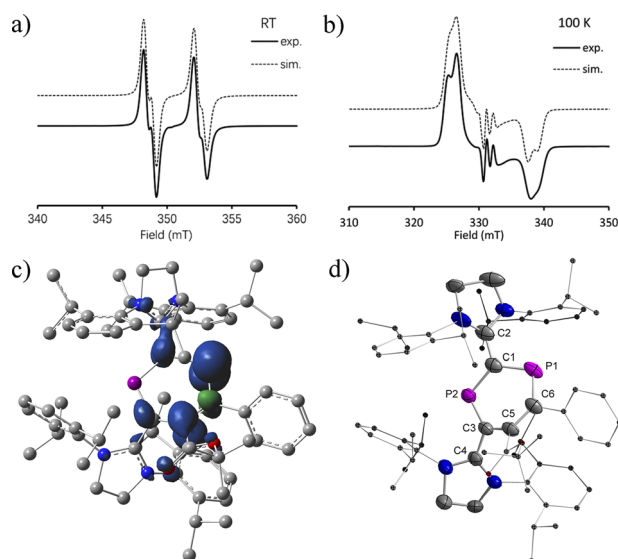 a)
RT
exp.
sim.
340 345 350 355 360
Field (mT)
b)
100 K
exp.
sim.
310 320 330 340 350
Field (mT)
c)
d)
C2
C1
P1
P2
C6
C5
C3
C4